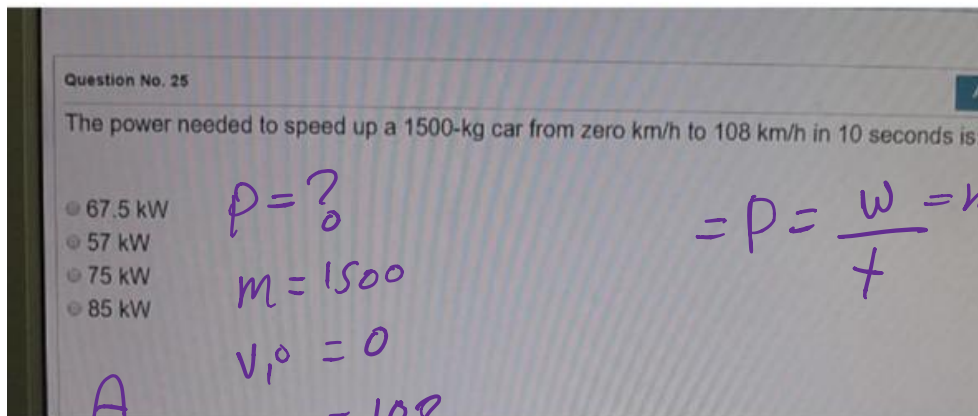 Question No. 25
The power needed to speed up a 1500-kg car from zero km/h to 108 km/h in 10 seconds is
67.5 kW
57 kW
75 kW
85 kW
P = ?
m = 1500
= 0
= 108
A
= P = W / t =